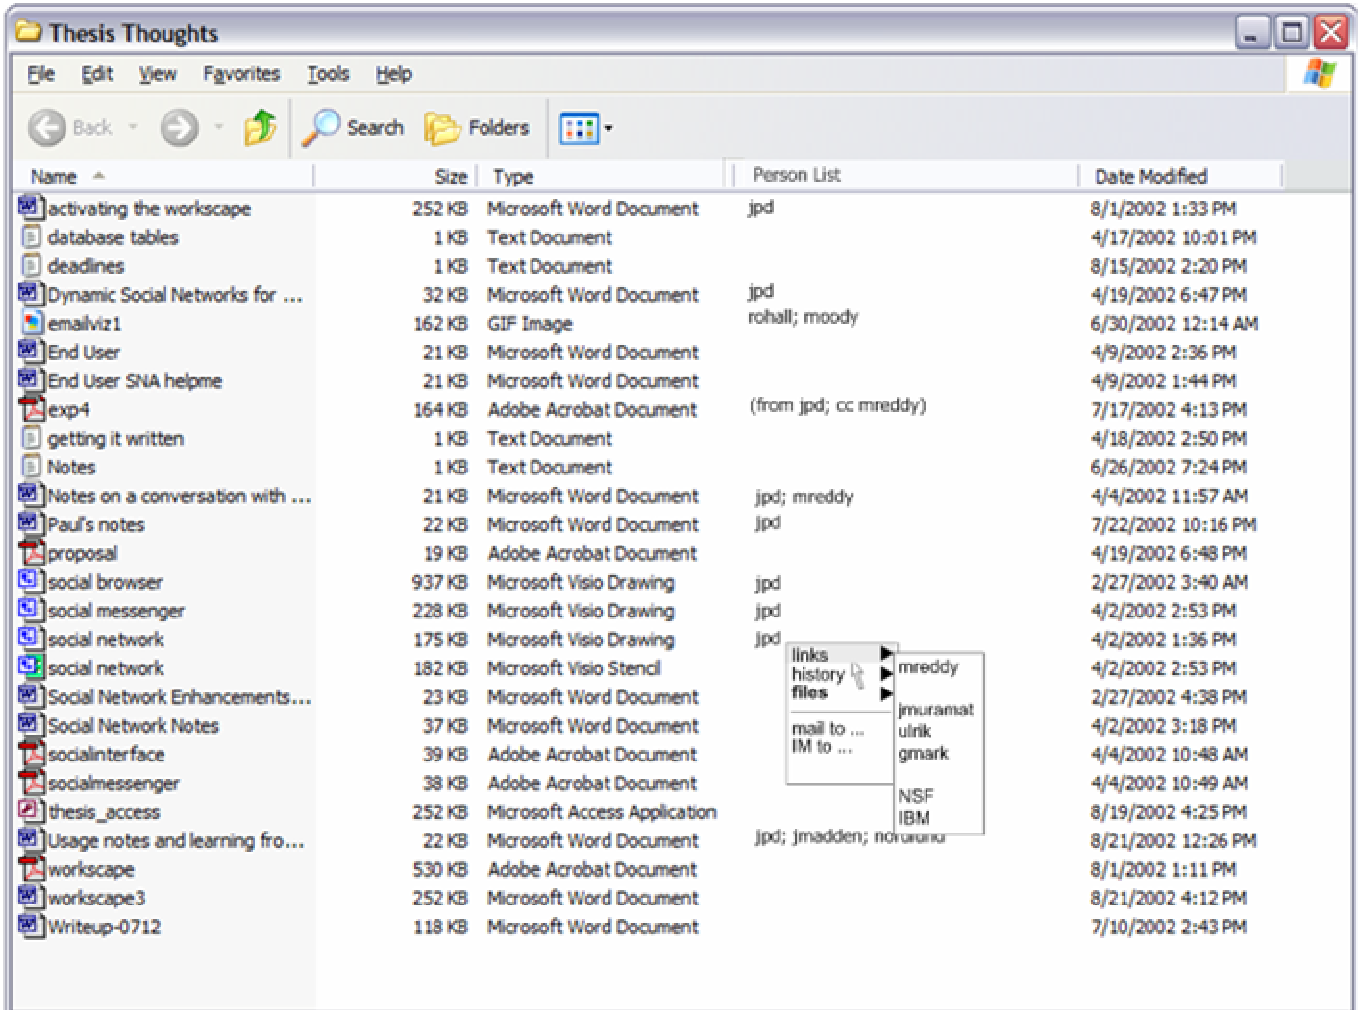 Thesis Thoughts
File Edit View Favorites Tools Help
Back Search Folders
Name Size Type Person List Date Modified
activating the workscape 252 KB Microsoft Word Document jpd 8/1/2002 1:33 PM
database tables 1 KB Text Document 4/17/2002 10:01 PM
deadlines 1 KB Text Document 8/15/2002 2:20 PM
Dynamic Social Networks for ... 32 KB Microsoft Word Document jpd 4/19/2002 6:47 PM
emailviz1 162 KB GIF Image rohall; moody 6/30/2002 12:14 AM
End User 21 KB Microsoft Word Document 4/9/2002 2:36 PM
End User SNA helpme 21 KB Microsoft Word Document 4/9/2002 1:44 PM
exp4 164 KB Adobe Acrobat Document (from jpd; cc mreddy) 7/17/2002 4:13 PM
getting it written 1 KB Text Document 4/18/2002 2:50 PM
Notes 1 KB Text Document 6/26/2002 7:24 PM
Notes on a conversation with ... 21 KB Microsoft Word Document jpd; mreddy 4/4/2002 11:57 AM
Paul's notes 22 KB Microsoft Word Document jpd 7/22/2002 10:16 PM
proposal 19 KB Adobe Acrobat Document 4/19/2002 6:48 PM
social browser 937 KB Microsoft Visio Drawing jpd 2/27/2002 3:40 AM
social messenger 228 KB Microsoft Visio Drawing jpd 4/2/2002 2:53 PM
social network 175 KB Microsoft Visio Drawing jpd 4/2/2002 1:36 PM
social network 182 KB Microsoft Visio Stencil 4/2/2002 2:53 PM
Social Network Enhancements... 23 KB Microsoft Word Document 2/27/2002 4:38 PM
Social Network Notes 37 KB Microsoft Word Document 4/2/2002 3:18 PM
socialinterface 39 KB Adobe Acrobat Document 4/4/2002 10:48 AM
socialmessenger 38 KB Adobe Acrobat Document 4/4/2002 10:49 AM
thesis_access 252 KB Microsoft Access Application 8/19/2002 4:25 PM
Usage notes and learning fro... 22 KB Microsoft Word Document jpd; jmadden; 8/21/2002 12:26 PM
workscape 530 KB Adobe Acrobat Document 8/1/2002 1:11 PM
workscape3 252 KB Microsoft Word Document 8/21/2002 4:12 PM
Writeup-0712 118 KB Microsoft Word Document 7/10/2002 2:43 PM
links
history
files
mail to ...
IM to ...
mreddy
jmuramat
ulrik
gmark
NSF
IBM